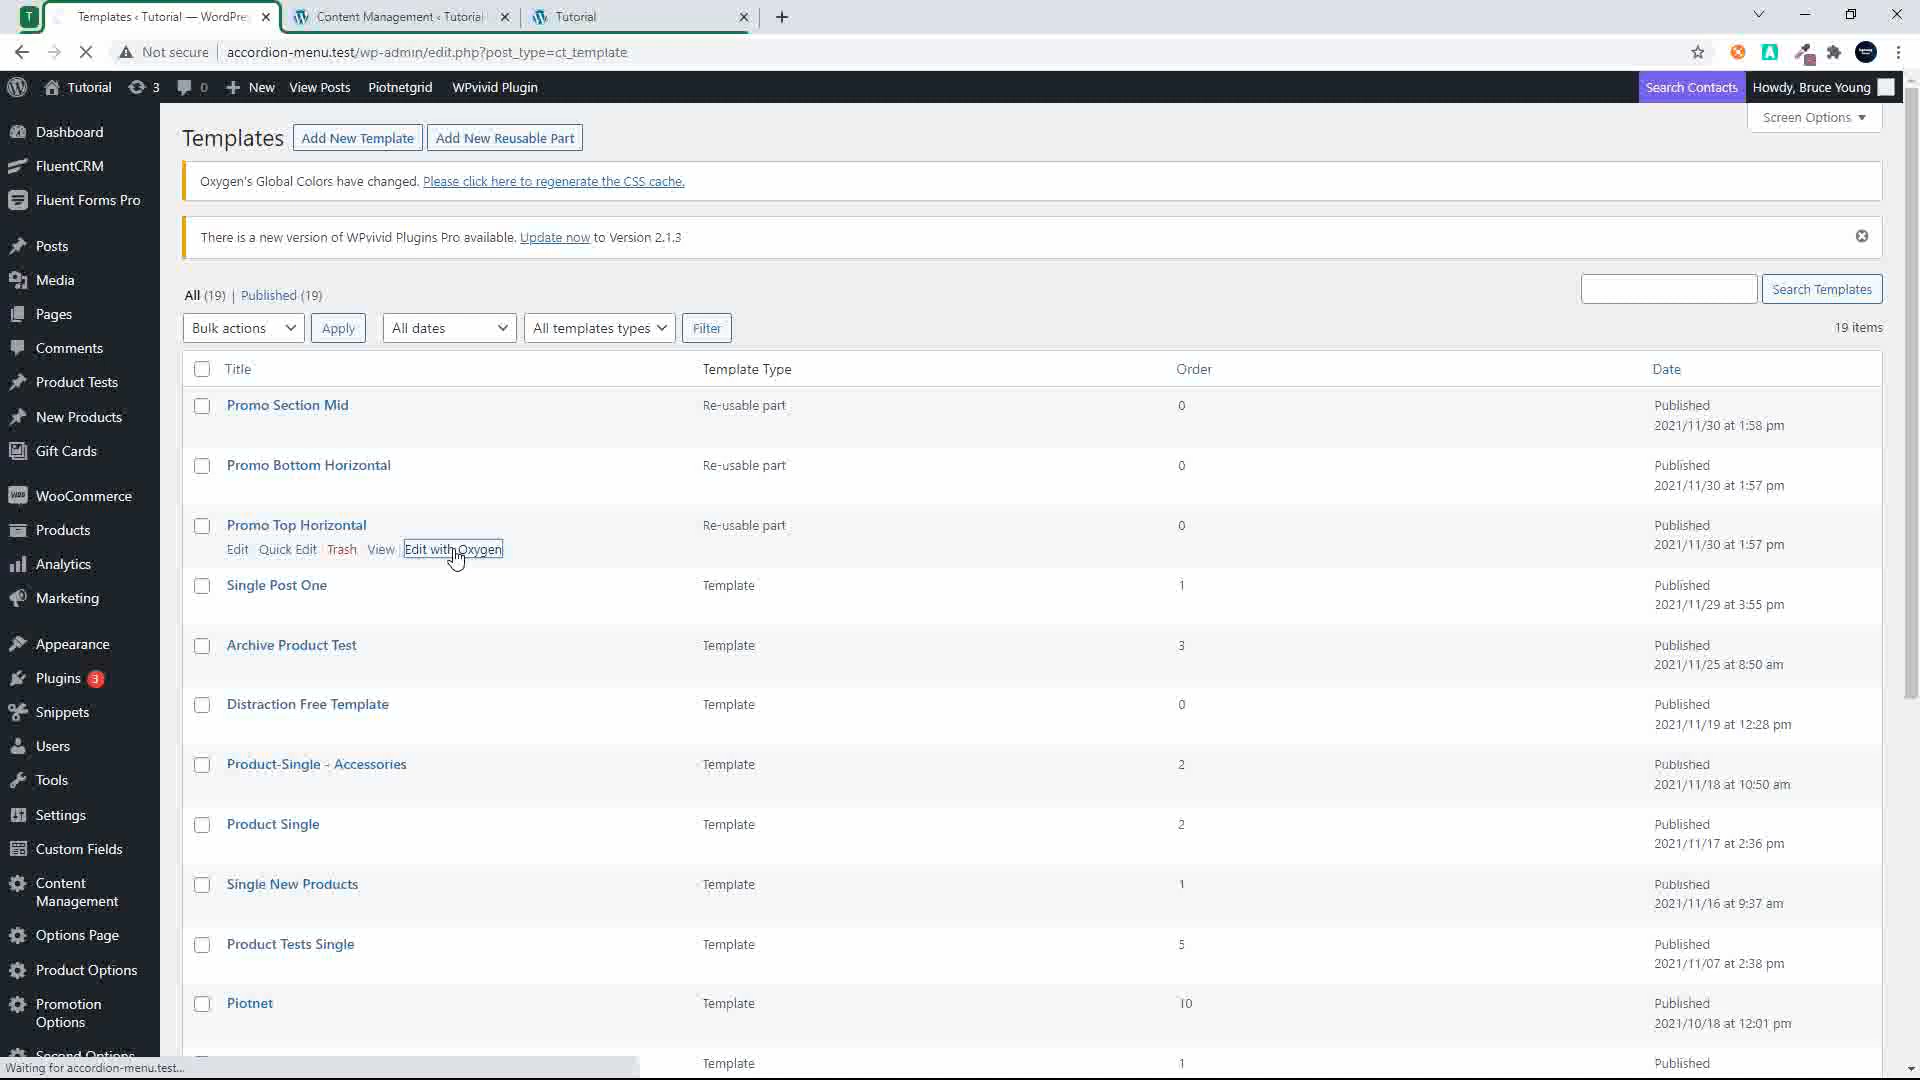 T
Templates ‹ Tutorial — WordPre
Content Management ‹ Tutorial
Tutorial
Not secure
accordion-menu.test/wp-admin/edit.php?post_type=ct_template
A
Tutorial
3
0
New
View Posts
Piotnetgrid
WPvivid Plugin
Search Contacts
Howdy, Bruce Young
Dashboard
FluentCRM
Fluent Forms Pro
Posts
Media
Pages
Comments
Product Tests
New Products
Gift Cards
WooCommerce
Products
Analytics
Marketing
Appearance
Plugins 3
Snippets
Users
Tools
Settings
Custom Fields
Content
Management
Options Page
Product Options
Promotion
Options
Second Options
Waiting for accordion-menu.test...
Templates
Add New Template
Add New Reusable Part
Screen Options
Oxygen's Global Colors have changed. Please click here to regenerate the CSS cache.
There is a new version of WPvivid Plugins Pro available. Update now to Version 2.1.3
All (19) | Published (19)
Search Templates
Bulk actions
Apply
All dates
All templates types
Filter
19 items
Title Template Type Order Date
Promo Section Mid Re-usable part 0 Published
2021/11/30 at 1:58 pm
Promo Bottom Horizontal Re-usable part 0 Published
2021/11/30 at 1:57 pm
Promo Top Horizontal Re-usable part 0 Published
Edit Quick Edit Trash View Edit with Oxygen 2021/11/30 at 1:57 pm
Single Post One Template 1 Published
2021/11/29 at 3:55 pm
Archive Product Test Template 3 Published
2021/11/25 at 8:50 am
Distraction Free Template Template 0 Published
2021/11/19 at 12:28 pm
Product-Single - Accessories Template 2 Published
2021/11/18 at 10:50 am
Product Single Template 2 Published
2021/11/17 at 2:36 pm
Single New Products Template 1 Published
2021/11/16 at 9:37 am
Product Tests Single Template 5 Published
2021/11/07 at 2:38 pm
Piotnet Template 10 Published
2021/10/18 at 12:01 pm
Template 1 Published